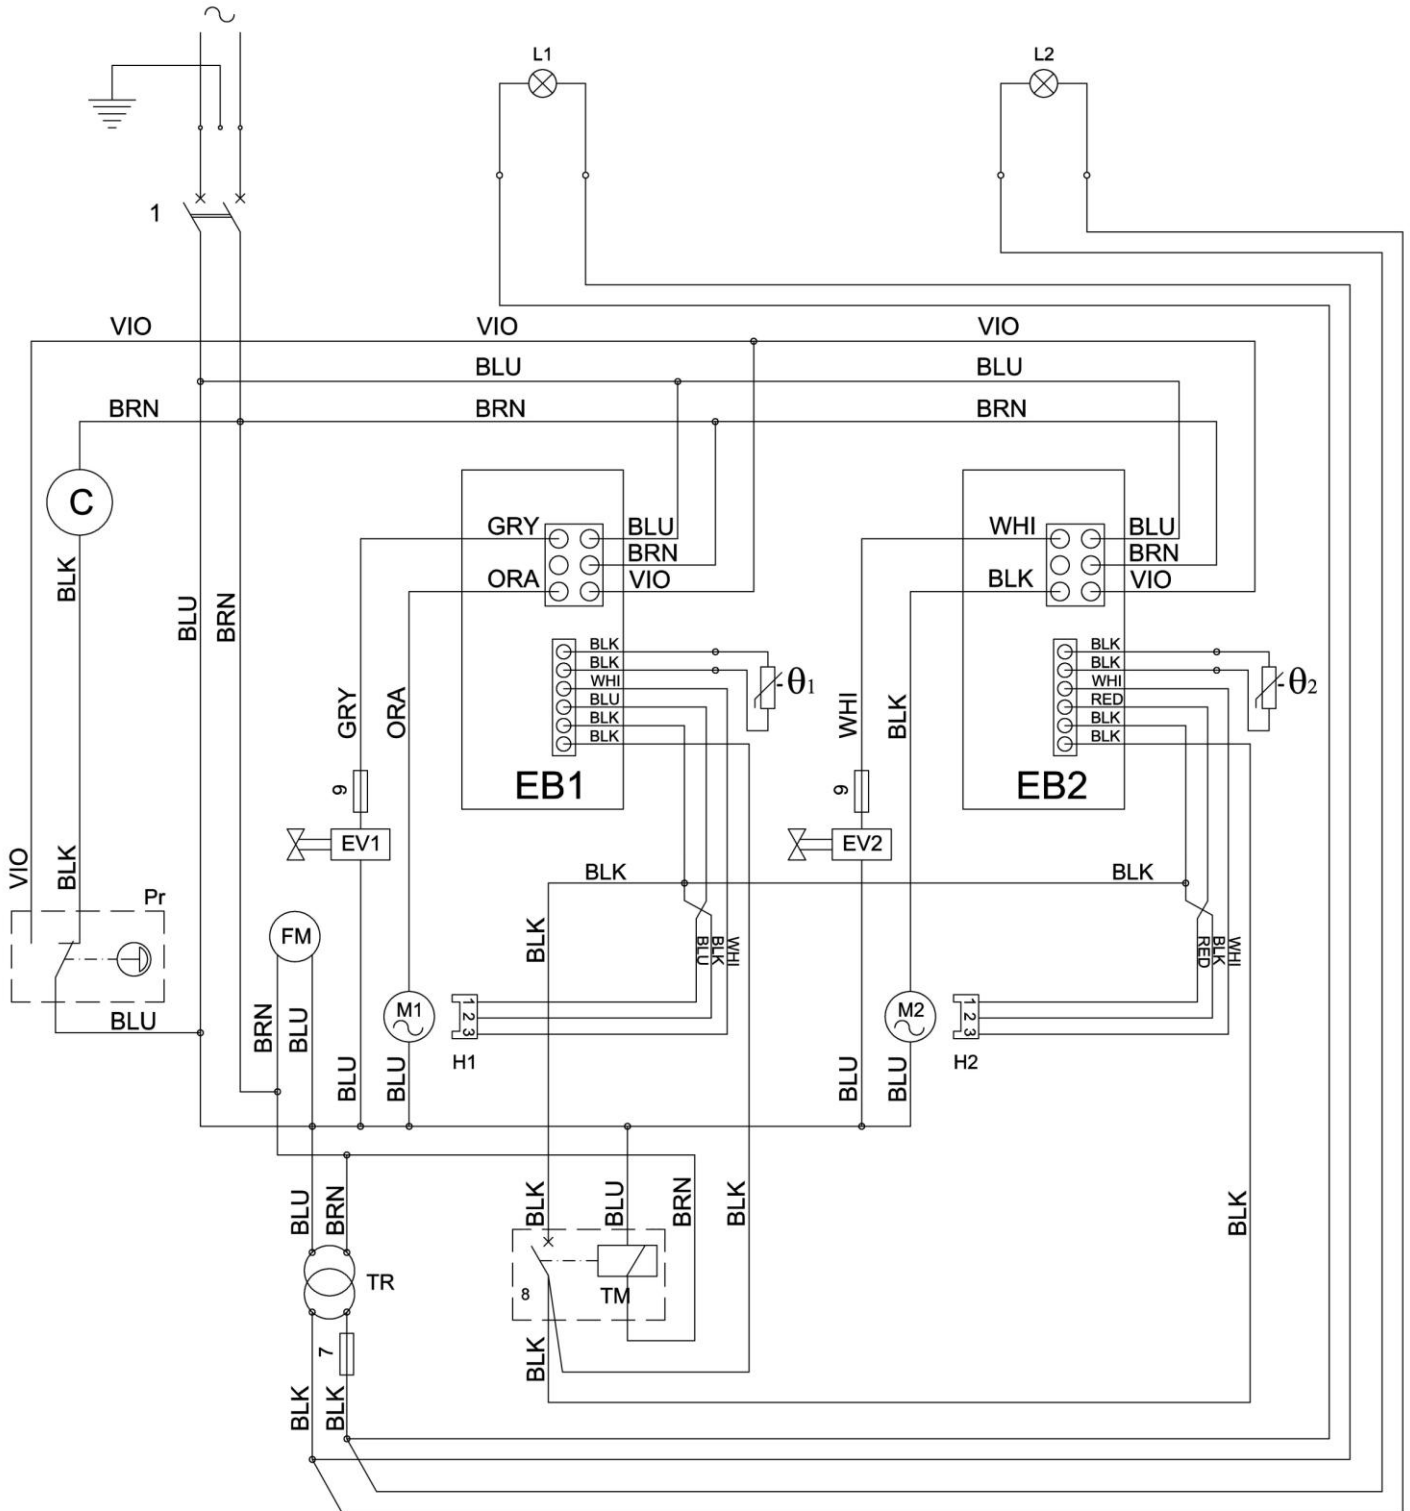 L1 L2
1
VIO VIO VIO
BLU BLU
BRN BRN BRN
C
GRY BLU WHI BLU
BRN BRN
ORA VIO BLK VIO
BLK
BLU
BRN
BLK BLK
BLK BLK
WHI WHI
BLU RED
BLK BLK
BLK BLK
θ1 θ2
GRY
ORA
WHI
BLK
EB1 EB2
9 9
EV1 EV2
VIO
BLK
Pr
BLK BLK
FM
BLK
BLU
BLK
WHI
RED
BLK
WHI
M1 M2
1 1
2 2
3 3
BLU
BRN
BLU
H1 H2
BLU
BLU
BLU
BLU
BLU
BRN
BLK
BLU
BRN
BLK
BLK
TR
8 TM
7
BLK
BLK
BLK